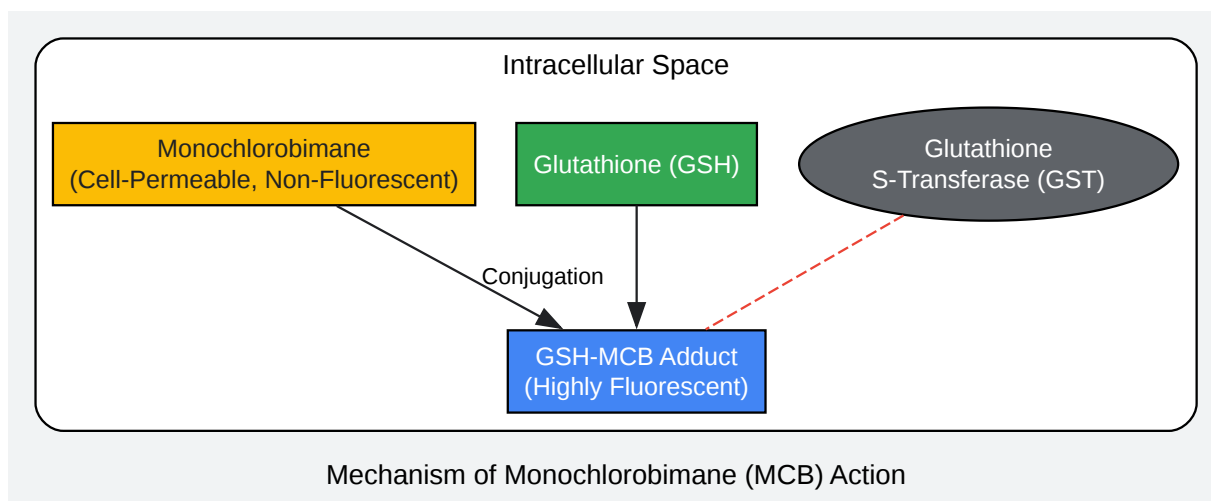 Intracellular Space
Monochlorobimane
(Cell-Permeable, Non-Fluorescent)
Glutathione (GSH)
Glutathione
S-Transferase (GST)
Conjugation
GSH-MCB Adduct
(Highly Fluorescent)
Mechanism of Monochlorobimane (MCB) Action